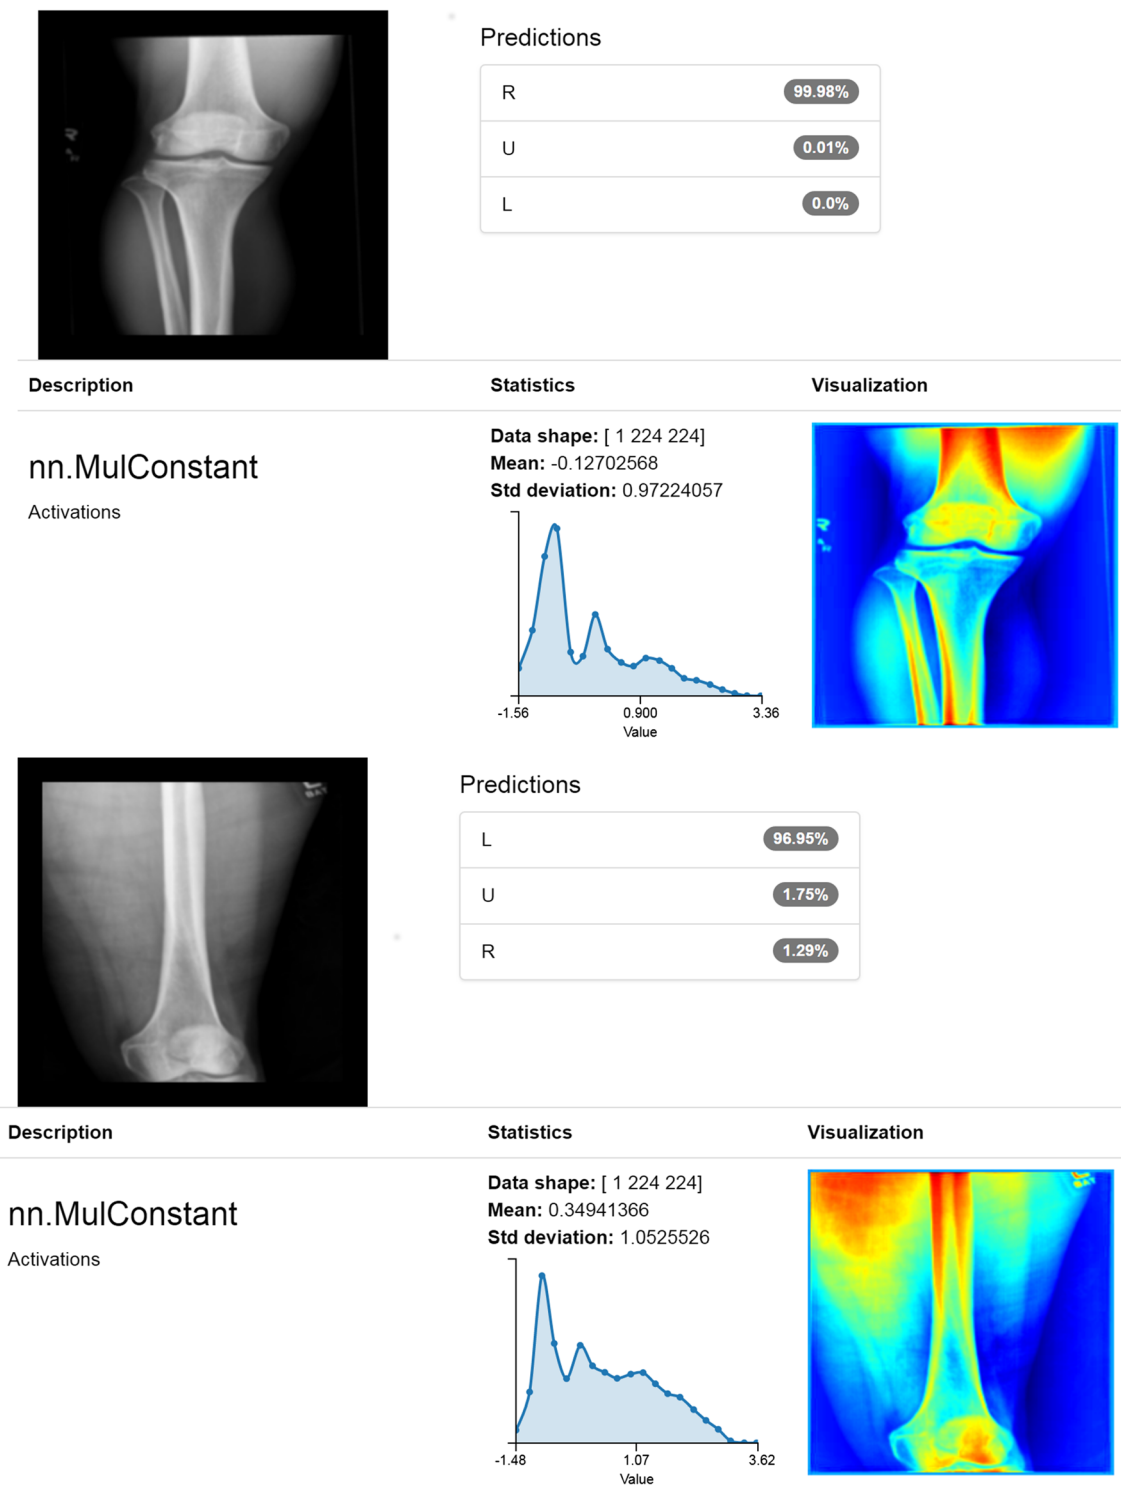 Predictions
R 99.98%
U 0.01%
L 0.0%
Description Statistics Visualization
nn.MulConstant
Activations
Data shape: [ 1 224 224]
Mean: -0.12702568
Std deviation: 0.97224057
-1.56 0.900 3.36
Value
Predictions
L 96.95%
U 1.75%
R 1.29%
Description Statistics Visualization
nn.MulConstant
Activations
Data shape: [ 1 224 224]
Mean: 0.34941366
Std deviation: 1.0525526
-1.48 1.07 3.62
Value